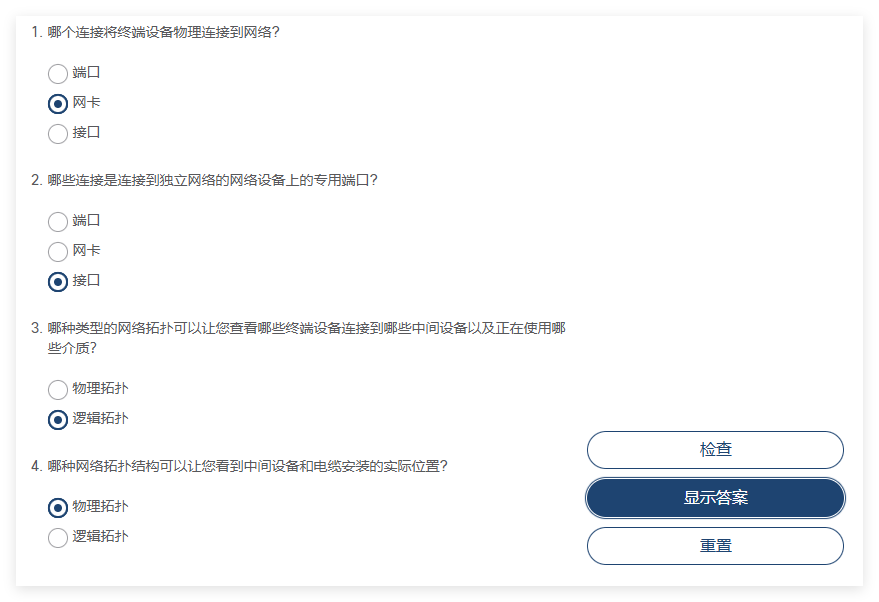 1. 哪个连接将终端设备物理连接到网络？
端口
网卡
接口
2. 哪些连接是连接到独立网络的网络设备上的专用端口？
端口
网卡
接口
3. 哪种类型的网络拓扑可以让您查看哪些终端设备连接到哪些中间设备以及正在使用哪
些介质？
物理拓扑
逻辑拓扑
4. 哪种网络拓扑结构可以让您看到中间设备和电缆安装的实际位置？
物理拓扑
逻辑拓扑
检查
显示答案
重置